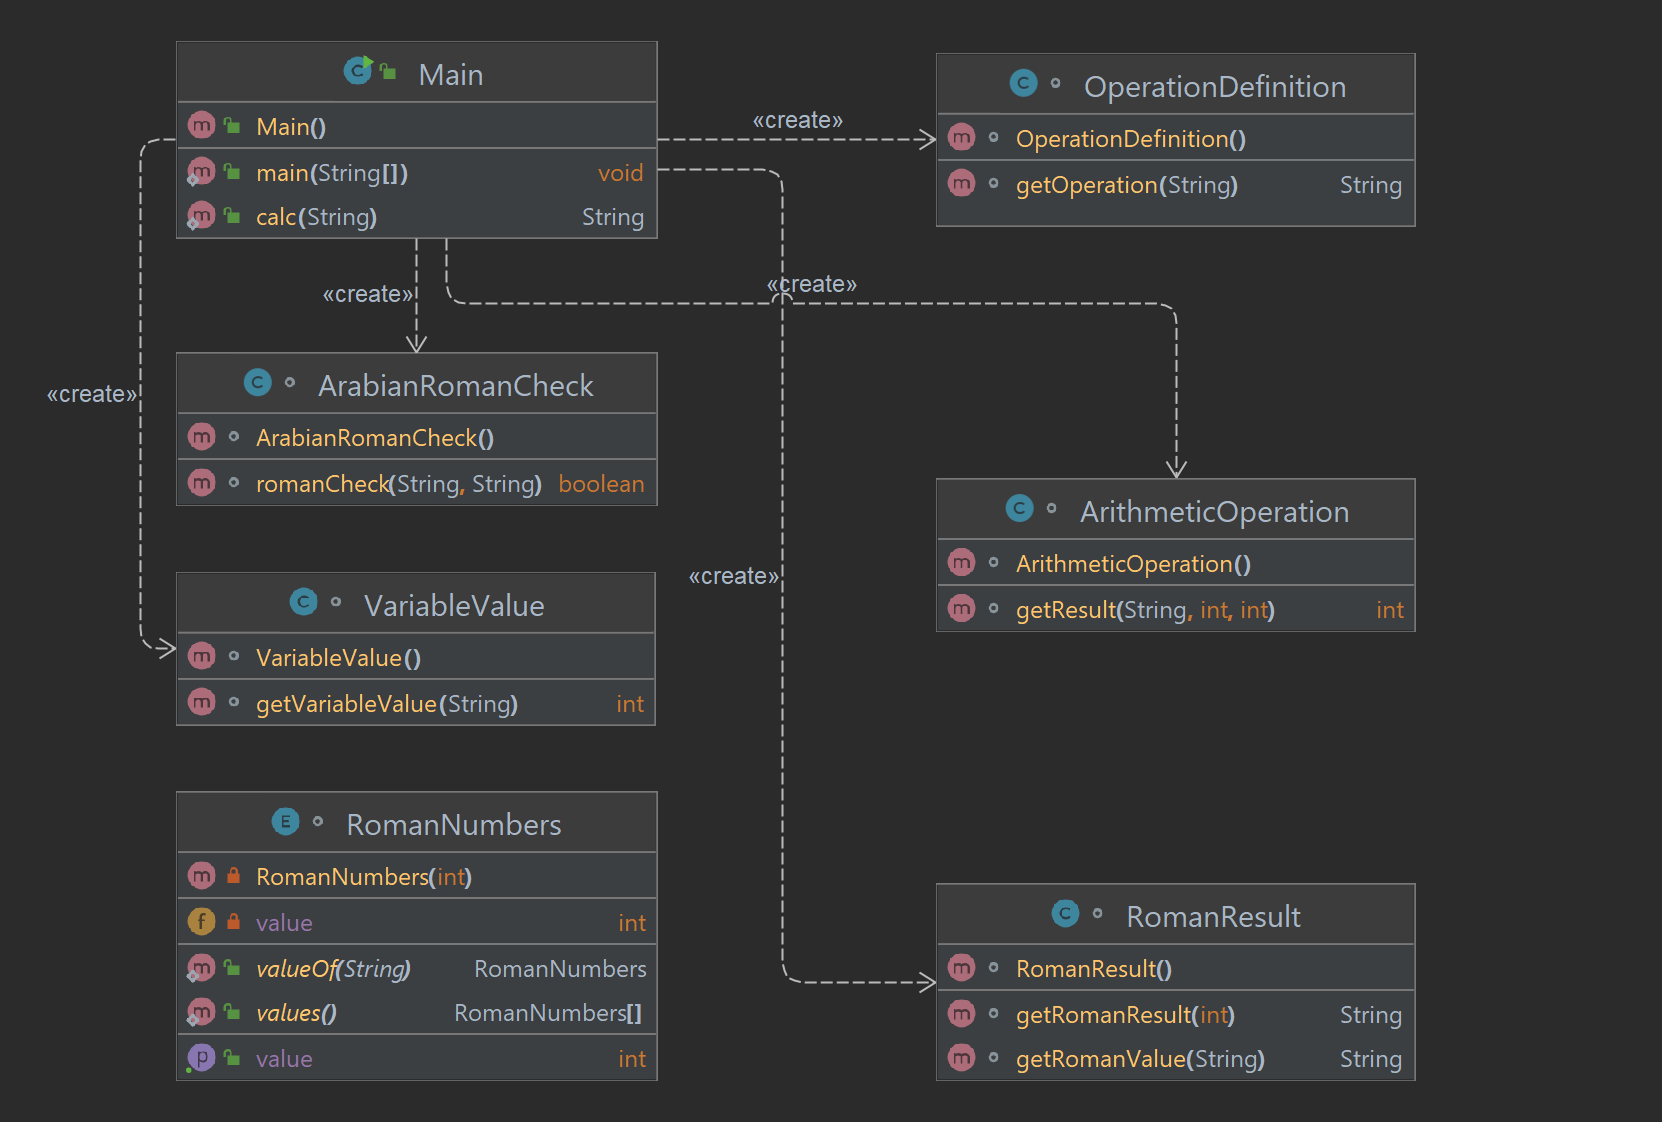 Main
Main()
main(String[]) void
calc(String) String
«create»
OperationDefinition
OperationDefinition()
getOperation(String) String
«create»
«create»
«create»
ArabianRomanCheck
ArabianRomanCheck()
romanCheck(String, String) boolean
ArithmeticOperation
ArithmeticOperation()
getResult(String, int, int) int
«create»
VariableValue
VariableValue()
getVariableValue(String) int
RomanNumbers
RomanNumbers(int)
value int
valueOf(String) RomanNumbers
values() RomanNumbers[]
value int
RomanResult
RomanResult()
getRomanResult(int) String
getRomanValue(String) String